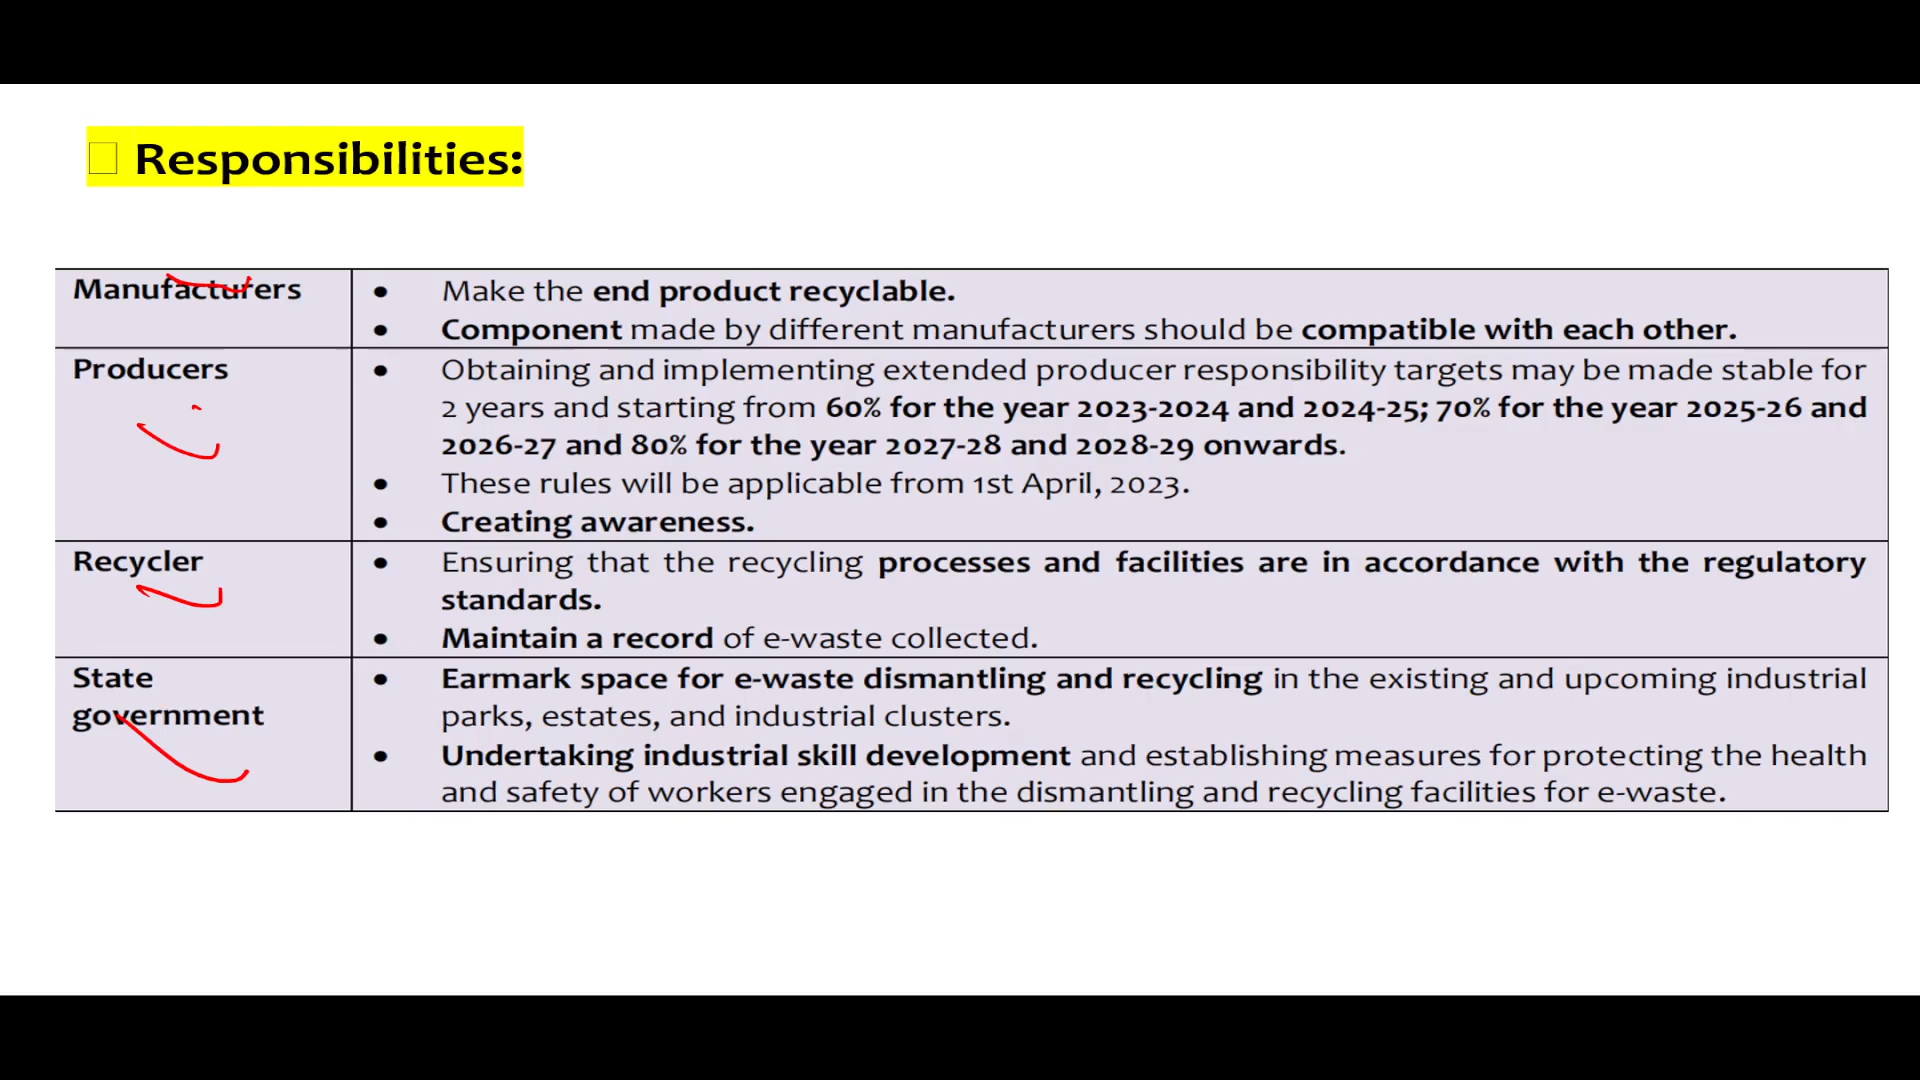 Responsibilities:
Manufacturers
• Make the end product recyclable.
• Component made by different manufacturers should be compatible with each other.
Producers
• Obtaining and implementing extended producer responsibility targets may be made stable for
2 years and starting from 60% for the year 2023-2024 and 2024-25; 70% for the year 2025-26 and
2026-27 and 80% for the year 2027-28 and 2028-29 onwards.
• These rules will be applicable from 1st April, 2023.
• Creating awareness.
Recycler
• Ensuring that the recycling processes and facilities are in accordance with the regulatory
standards.
• Maintain a record of e-waste collected.
State
government
• Earmark space for e-waste dismantling and recycling in the existing and upcoming industrial
parks, estates, and industrial clusters.
• Undertaking industrial skill development and establishing measures for protecting the health
and safety of workers engaged in the dismantling and recycling facilities for e-waste.